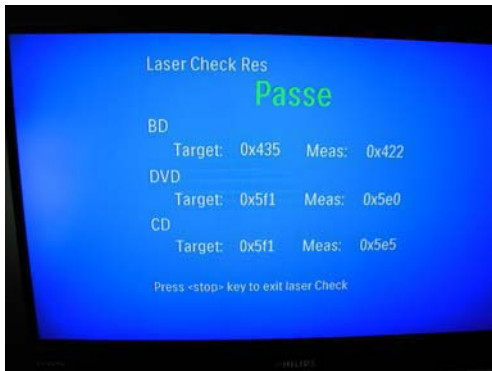 Laser Check Res
Passe
BD
Target: 0x435 Meas: 0x422
DVD
Target: 0x5f1 Meas: 0x5e0
CD
Target: 0x5f1 Meas: 0x5e5
Press <stop> key to exit laser Check
PHILIPS